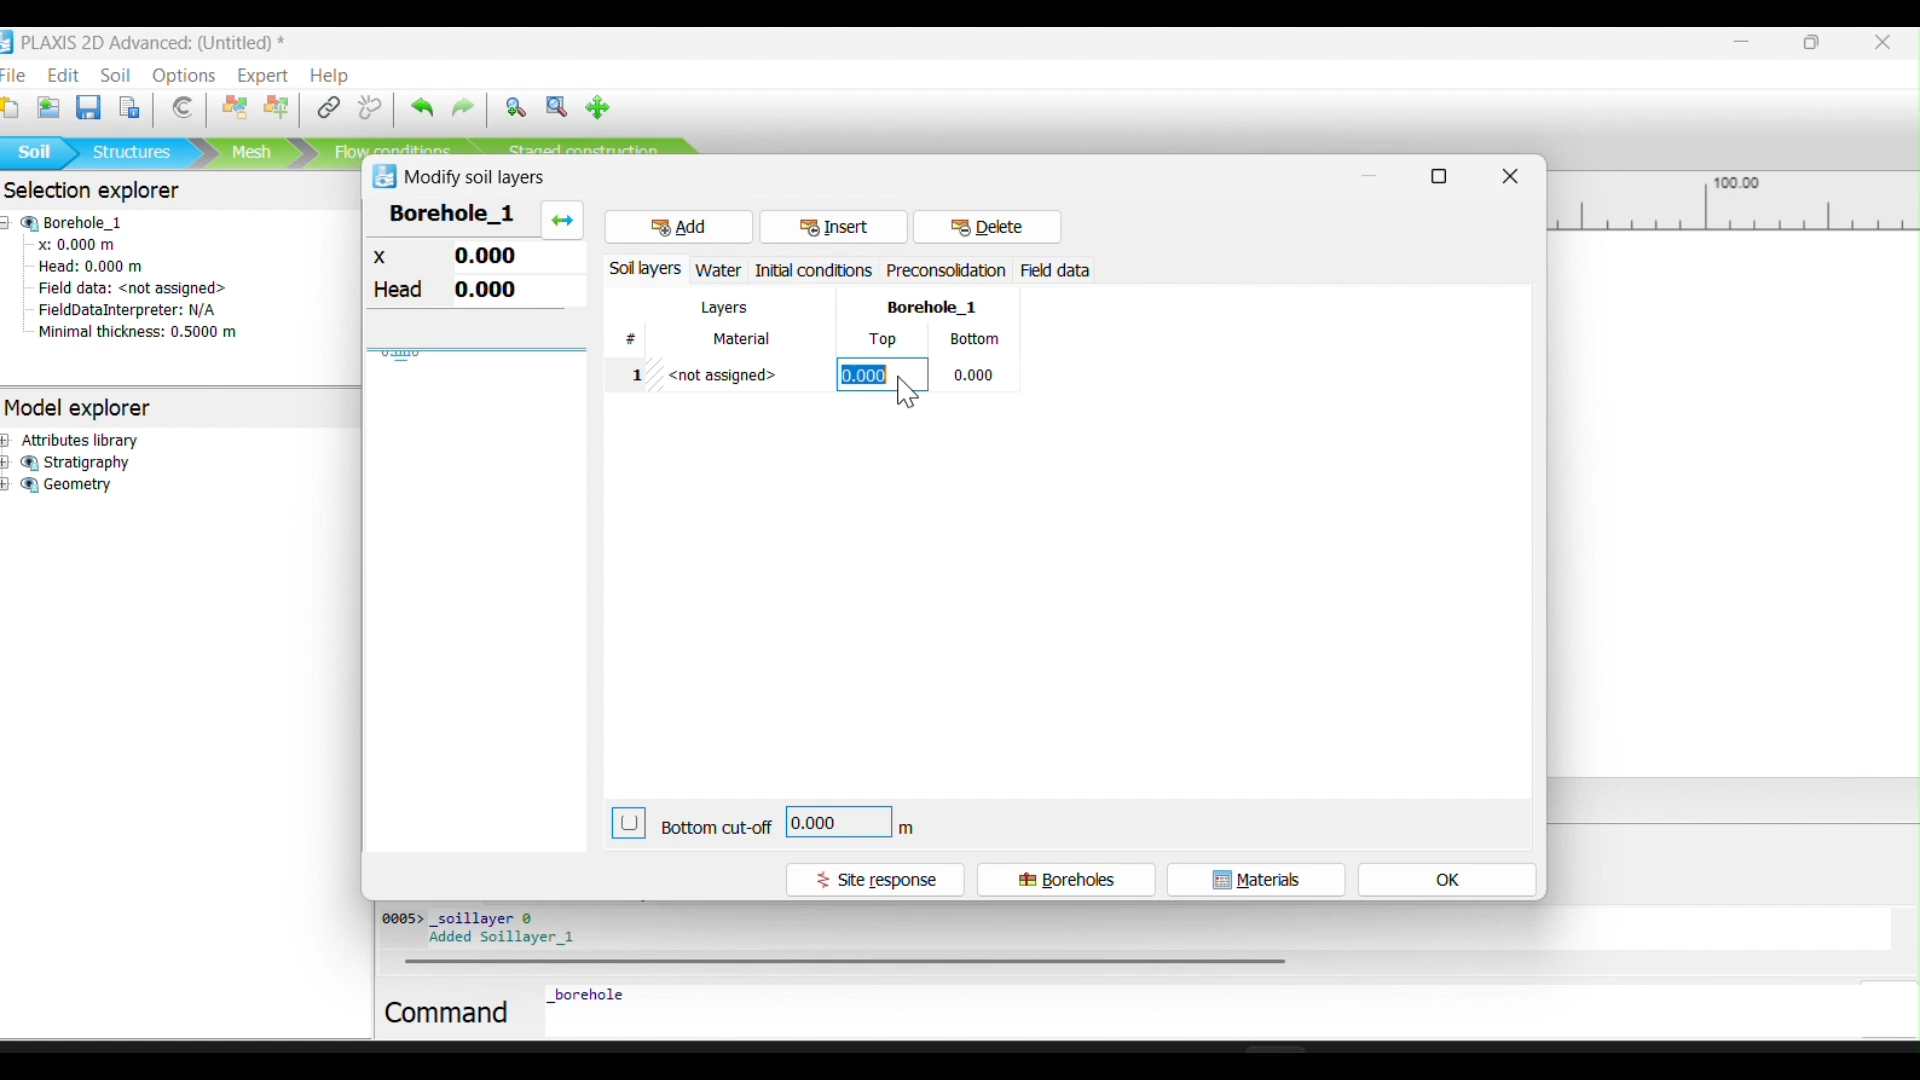 PLAXIS 2D Advanced: (Untitled) *
File Edit Soil Options Expert Help
Soil Structures Mesh Flow conditions Staged construction
Selection explorer
Borehole_1
x: 0.000 m
Head: 0.000 m
Field data: <not assigned>
FieldDataInterpreter: N/A
Minimal thickness: 0.5000 m
Model explorer
Attributes library
Stratigraphy
Geometry
100.00
Modify soil layers
Borehole_1
x 0.000
Head 0.000
0.000
Add Insert Delete
Soil layers Water Initial conditions Preconsolidation Field data
Layers Borehole_1
# Material Top Bottom
1 <not assigned> 0.000 0.000
Bottom cut-off 0.000 m
Site response Boreholes Materials OK
0005> _soillayer 0
Added Soillayer_1
Command _borehole